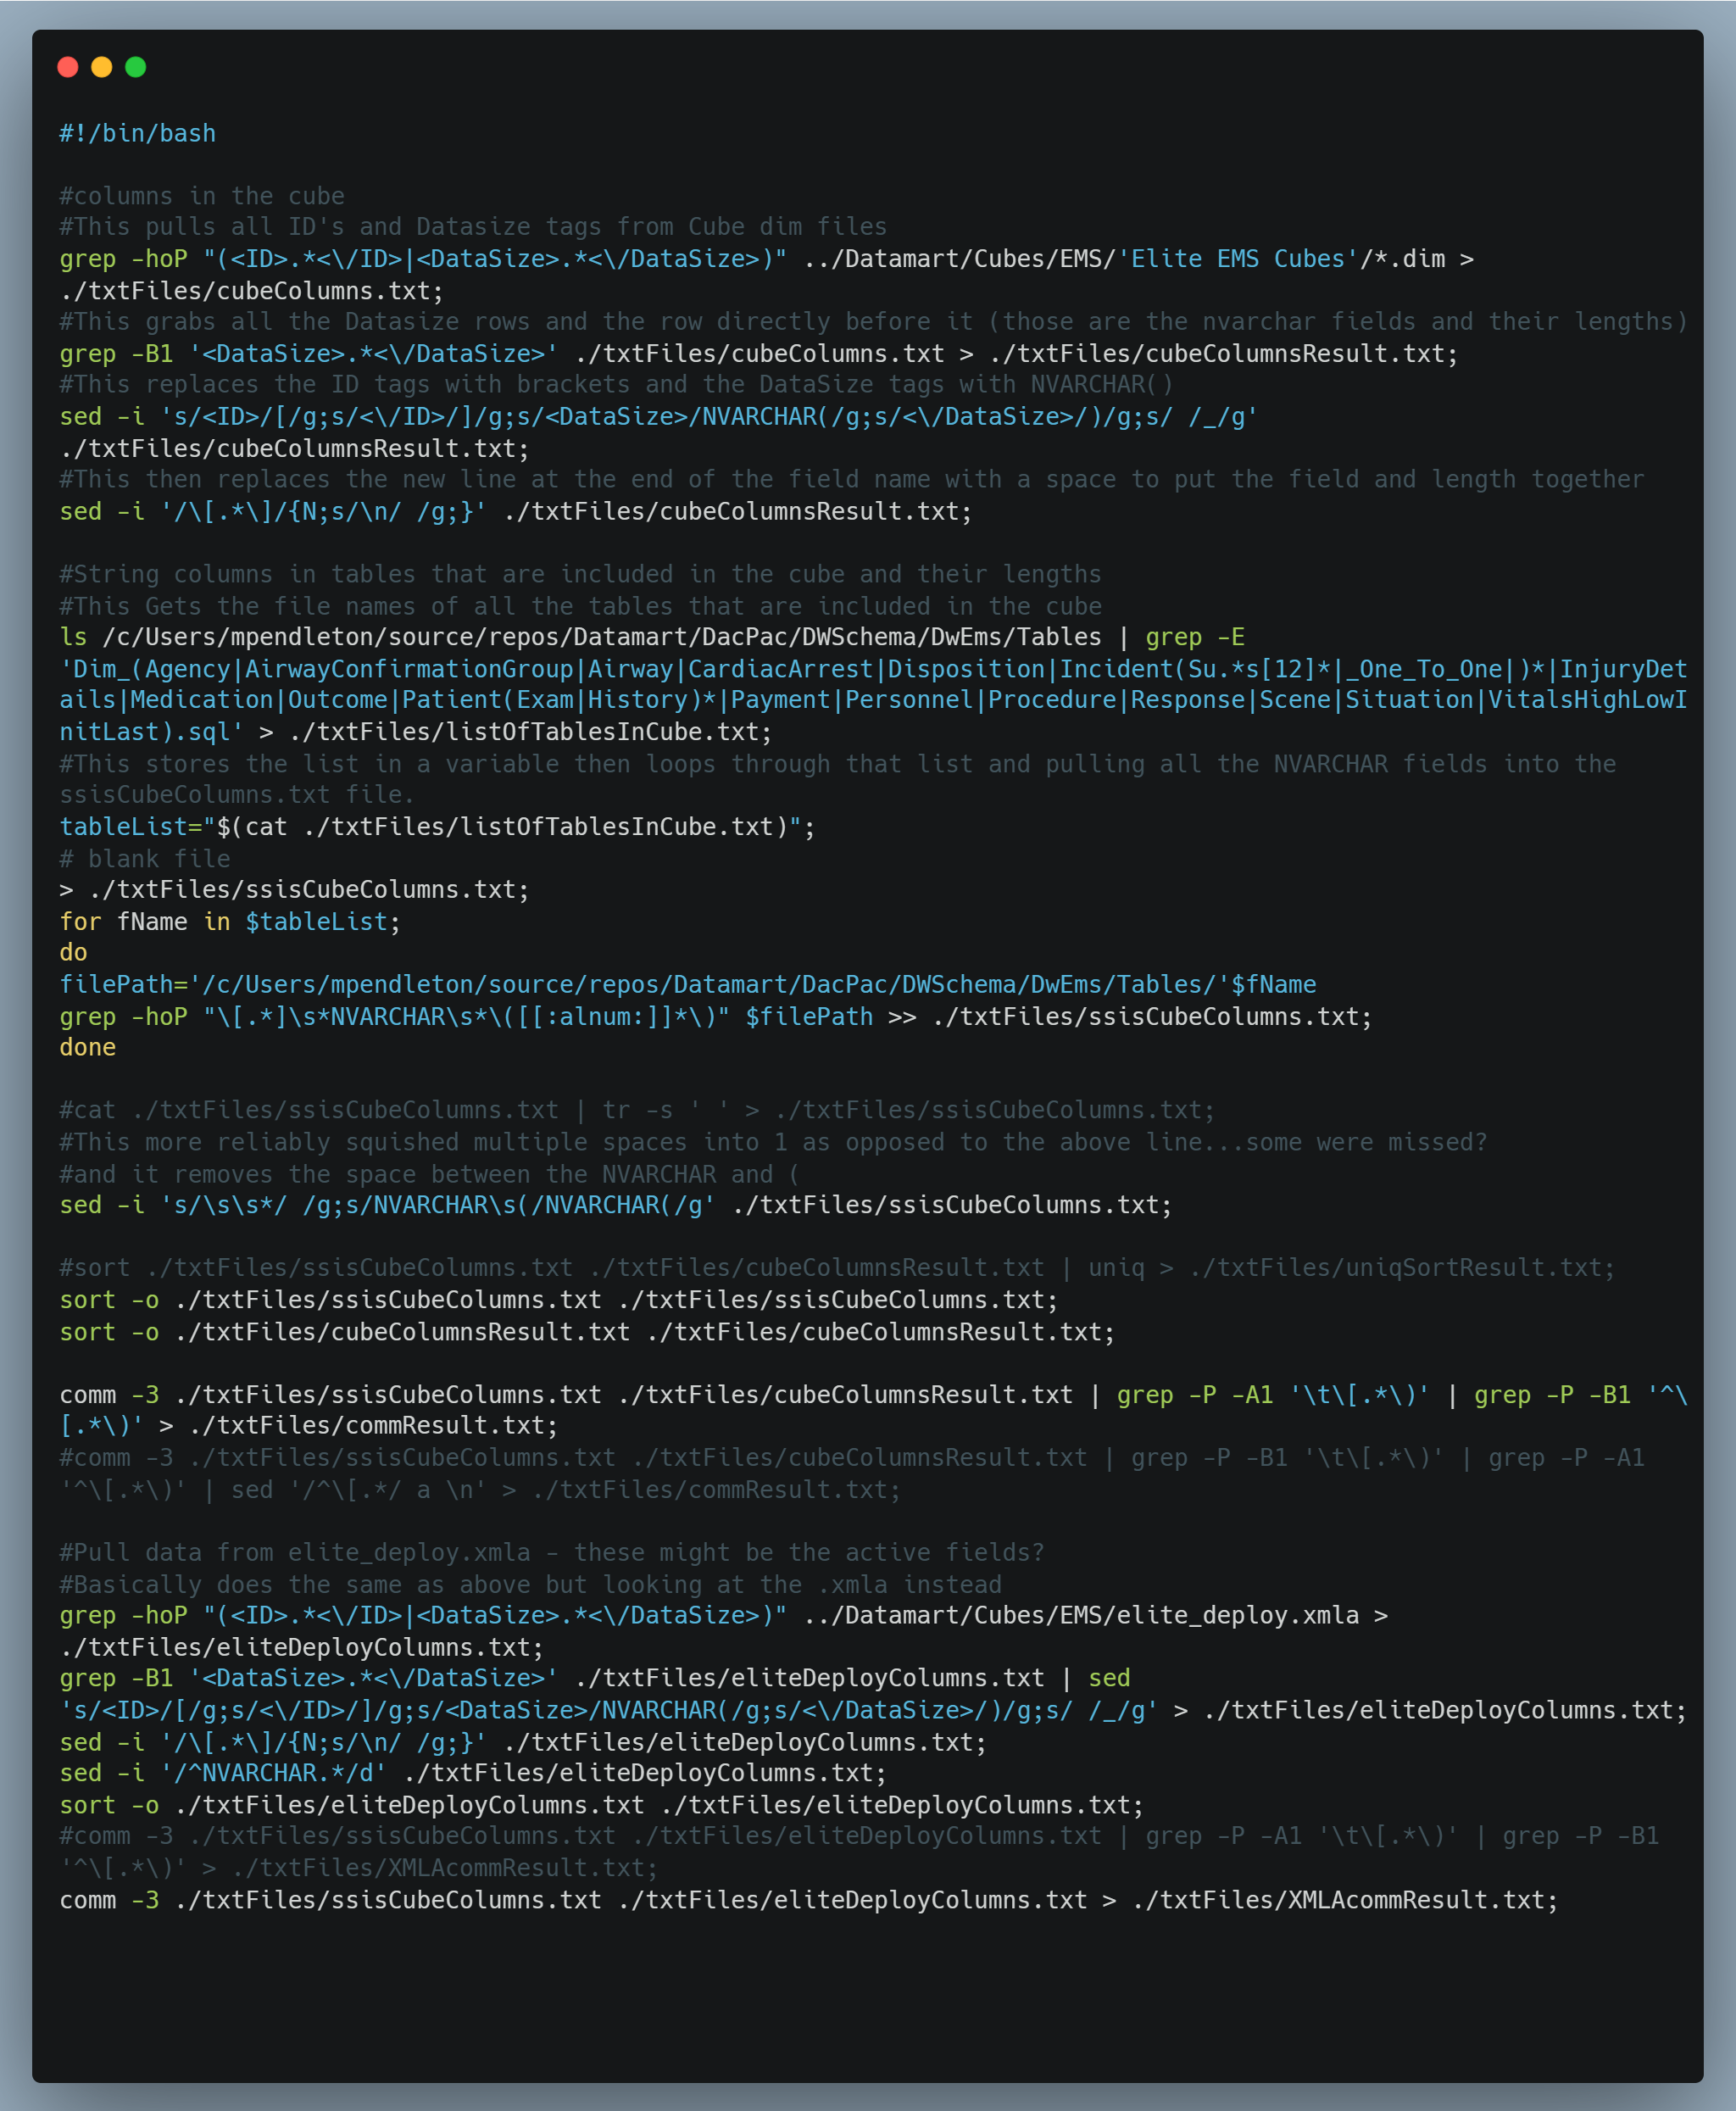 #!/bin/bash

#columns in the cube
#This pulls all ID's and Datasize tags from Cube dim files
grep -hoP "(<ID>.*<\/ID>|<DataSize>.*<\/DataSize>)" ../Datamart/Cubes/EMS/'Elite EMS Cubes'/*.dim >
./txtFiles/cubeColumns.txt;
#This grabs all the Datasize rows and the row directly before it (those are the nvarchar fields and their lengths)
grep -B1 '<DataSize>.*<\/DataSize>' ./txtFiles/cubeColumns.txt > ./txtFiles/cubeColumnsResult.txt;
#This replaces the ID tags with brackets and the DataSize tags with NVARCHAR()
sed -i 's/<ID>/[/g;s/<\/ID>/]/g;s/<DataSize>/NVARCHAR(/g;s/<\/DataSize>/)/g;s/ /_/g'
./txtFiles/cubeColumnsResult.txt;
#This then replaces the new line at the end of the field name with a space to put the field and length together
sed -i '/\[.*\]/{N;s/\n/ /g;}' ./txtFiles/cubeColumnsResult.txt;

#String columns in tables that are included in the cube and their lengths
#This Gets the file names of all the tables that are included in the cube
ls /c/Users/mpendleton/source/repos/Datamart/DacPac/DWSchema/DwEms/Tables | grep -E
'Dim_(Agency|AirwayConfirmationGroup|Airway|CardiacArrest|Disposition|Incident(Su.*s[12]*|_One_To_One|)*|InjuryDet
ails|Medication|Outcome|Patient(Exam|History)*|Payment|Personnel|Procedure|Response|Scene|Situation|VitalsHighLowI
nitLast).sql' > ./txtFiles/listOfTablesInCube.txt;
#This stores the list in a variable then loops through that list and pulling all the NVARCHAR fields into the
ssisCubeColumns.txt file.
tableList="$(cat ./txtFiles/listOfTablesInCube.txt)";
# blank file
> ./txtFiles/ssisCubeColumns.txt;
for fName in $tableList;
do
filePath='/c/Users/mpendleton/source/repos/Datamart/DacPac/DWSchema/DwEms/Tables/'$fName
grep -hoP "\[.*]\s*NVARCHAR\s*\([[:alnum:]]*\)" $filePath >> ./txtFiles/ssisCubeColumns.txt;
done

#cat ./txtFiles/ssisCubeColumns.txt | tr -s ' ' > ./txtFiles/ssisCubeColumns.txt;
#This more reliably squished multiple spaces into 1 as opposed to the above line...some were missed?
#and it removes the space between the NVARCHAR and (
sed -i 's/\s\s*/ /g;s/NVARCHAR\s(/NVARCHAR(/g' ./txtFiles/ssisCubeColumns.txt;

#sort ./txtFiles/ssisCubeColumns.txt ./txtFiles/cubeColumnsResult.txt | uniq > ./txtFiles/uniqSortResult.txt;
sort -o ./txtFiles/ssisCubeColumns.txt ./txtFiles/ssisCubeColumns.txt;
sort -o ./txtFiles/cubeColumnsResult.txt ./txtFiles/cubeColumnsResult.txt;

comm -3 ./txtFiles/ssisCubeColumns.txt ./txtFiles/cubeColumnsResult.txt | grep -P -A1 '\t\[.*\)' | grep -P -B1 '^\
[.*\)' > ./txtFiles/commResult.txt;
#comm -3 ./txtFiles/ssisCubeColumns.txt ./txtFiles/cubeColumnsResult.txt | grep -P -B1 '\t\[.*\)' | grep -P -A1
'^\[.*\)' | sed '/^\[.*/ a \n' > ./txtFiles/commResult.txt;

#Pull data from elite_deploy.xmla - these might be the active fields?
#Basically does the same as above but looking at the .xmla instead
grep -hoP "(<ID>.*<\/ID>|<DataSize>.*<\/DataSize>)" ../Datamart/Cubes/EMS/elite_deploy.xmla >
./txtFiles/eliteDeployColumns.txt;
grep -B1 '<DataSize>.*<\/DataSize>' ./txtFiles/eliteDeployColumns.txt | sed
's/<ID>/[/g;s/<\/ID>/]/g;s/<DataSize>/NVARCHAR(/g;s/<\/DataSize>/)/g;s/ /_/g' > ./txtFiles/eliteDeployColumns.txt;
sed -i '/\[.*\]/{N;s/\n/ /g;}' ./txtFiles/eliteDeployColumns.txt;
sed -i '/^NVARCHAR.*/d' ./txtFiles/eliteDeployColumns.txt;
sort -o ./txtFiles/eliteDeployColumns.txt ./txtFiles/eliteDeployColumns.txt;
#comm -3 ./txtFiles/ssisCubeColumns.txt ./txtFiles/eliteDeployColumns.txt | grep -P -A1 '\t\[.*\)' | grep -P -B1
'^\[.*\)' > ./txtFiles/XMLAcommResult.txt;
comm -3 ./txtFiles/ssisCubeColumns.txt ./txtFiles/eliteDeployColumns.txt > ./txtFiles/XMLAcommResult.txt;